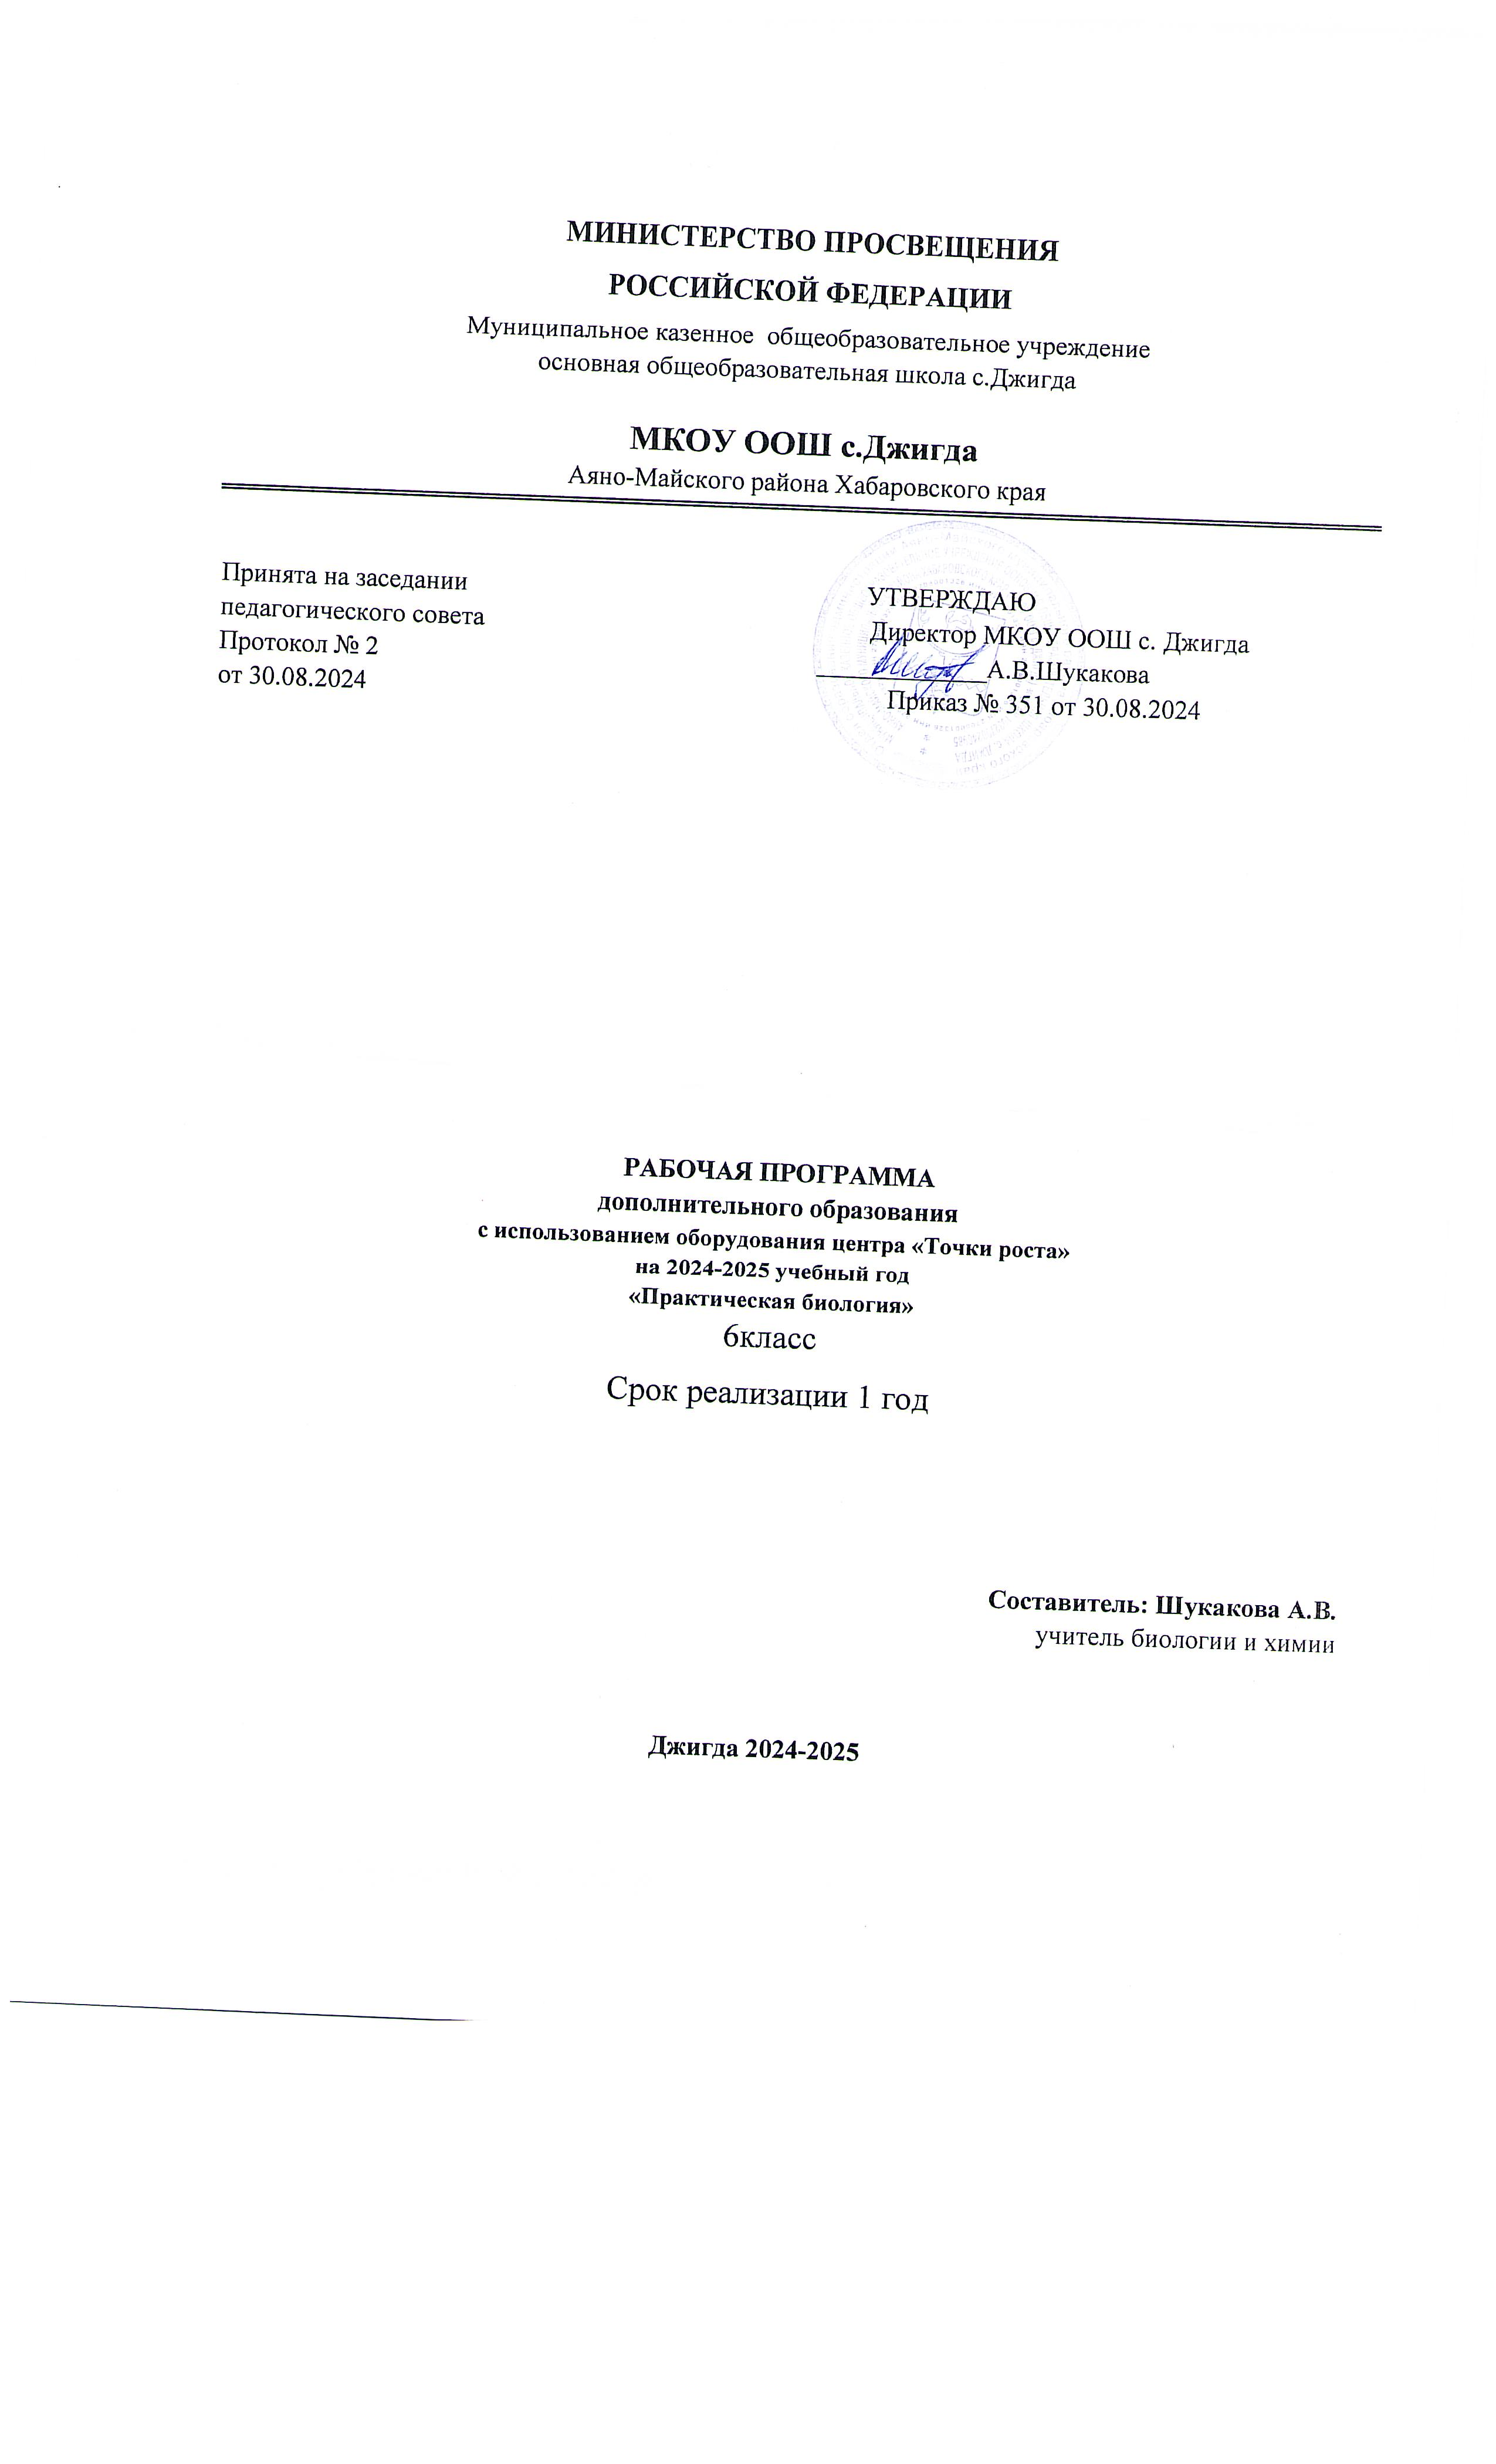 МИНИСТЕРСТВО ПРОСВЕЩЕНИЯ
РОССИЙСКОЙ ФЕДЕРАЦИИ
Муниципальное казенное общеобразовательное учреждение
основная общеобразовательная школа с.Джигда
МКОУ ООШ с.Джигда
Аяно-Майского района Хабаровского края
Принята на заседании
педагогического совета
Протокол № 2
от 30.08.2024
УТВЕРЖДАЮ
Директор МКОУ ООШ с. Джигда
А.В.Шукакова
Приказ № 351 от 30.08.2024
РАБОЧАЯ ПРОГРАММА
дополнительного образования
с использованием оборудования центра «Точки роста»
на 2024-2025 учебный год
«Практическая биология»
6класс
Срок реализации 1 год
Составитель: Шукакова А.В.
учитель биологии и химии
Джигда 2024-2025